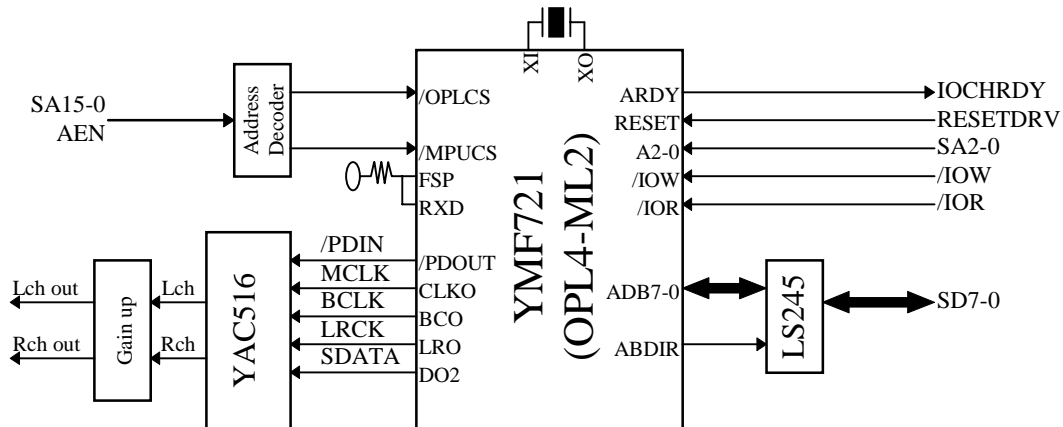 XI
XO
SA15-0
AEN
Address
Decoder
/OPLCS
/MPUCS
FSP
RXD
YMF721
(OPL4-ML2)
ARDY
RESET
A2-0
/IOW
/IOR
IOCHRDY
RESETDRV
SA2-0
/IOW
/IOR
Lch out
Rch out
Gain up
Lch
Rch
YAC516
/PDIN
MCLK
BCLK
LRCK
SDATA
/PDOUT
CLKO
BCO
LRO
DO2
ADB7-0
ABDIR
LS245
SD7-0